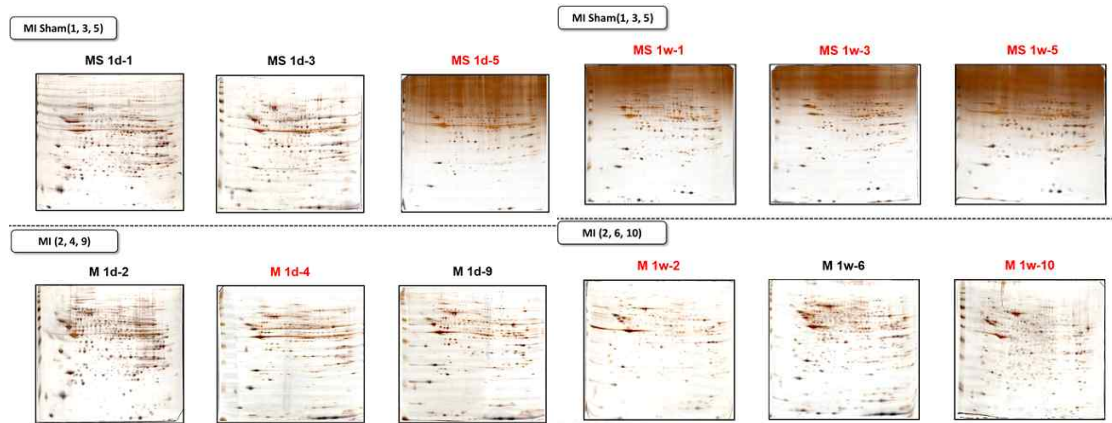 MI Sham(1, 3, 5)
MS 1d-1
MS 1d-3
MS 1d-5
MI Sham(1, 3, 5)
MS 1w-1
MS 1w-3
MS 1w-5
MI (2, 4, 9)
M 1d-2
M 1d-4
M 1d-9
MI (2, 6, 10)
M 1w-2
M 1w-6
M 1w-10